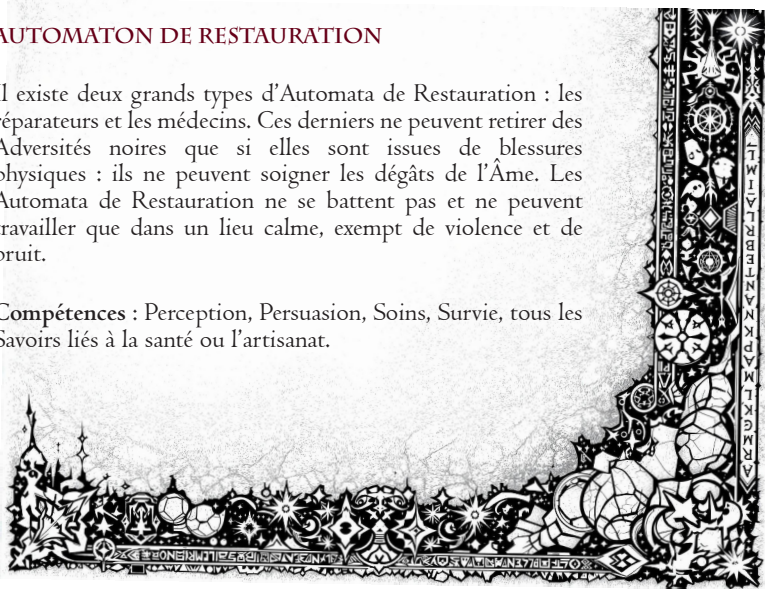 AUTOMATON DE RESTAURATION
Il existe deux grands types d'Automata de Restauration : les
réparateurs et les médecins. Ces derniers ne peuvent retirer des
Adversités noires que si elles sont issues de blessures
physiques : ils ne peuvent soigner les dégâts de l'Âme. Les
Automata de Restauration ne se battent pas et ne peuvent
travailler que dans un lieu calme, exempt de violence et de
bruit.
Compétences : Perception, Persuasion, Soins, Survie, tous les
Savoirs liés à la santé ou l'artisanat.